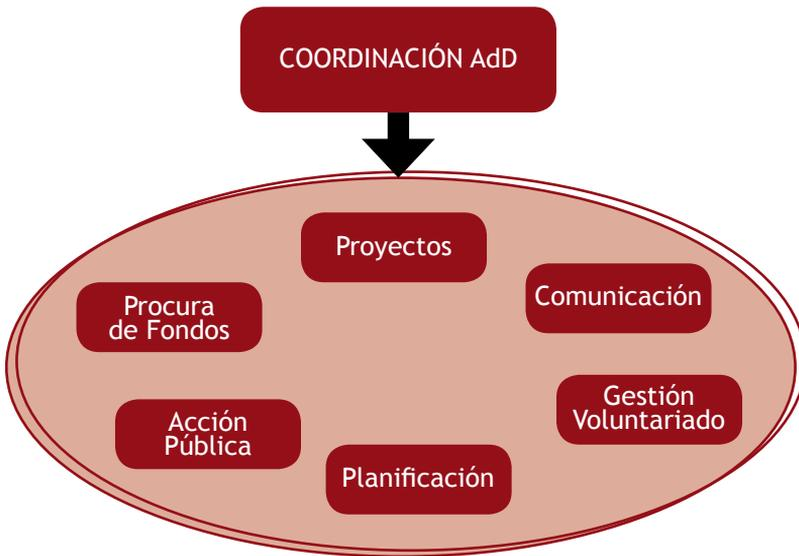 COORDINACIÓN AdD
Proyectos
Comunicación
Procura
de Fondos
Gestión
Voluntariado
Acción
Pública
Planificación